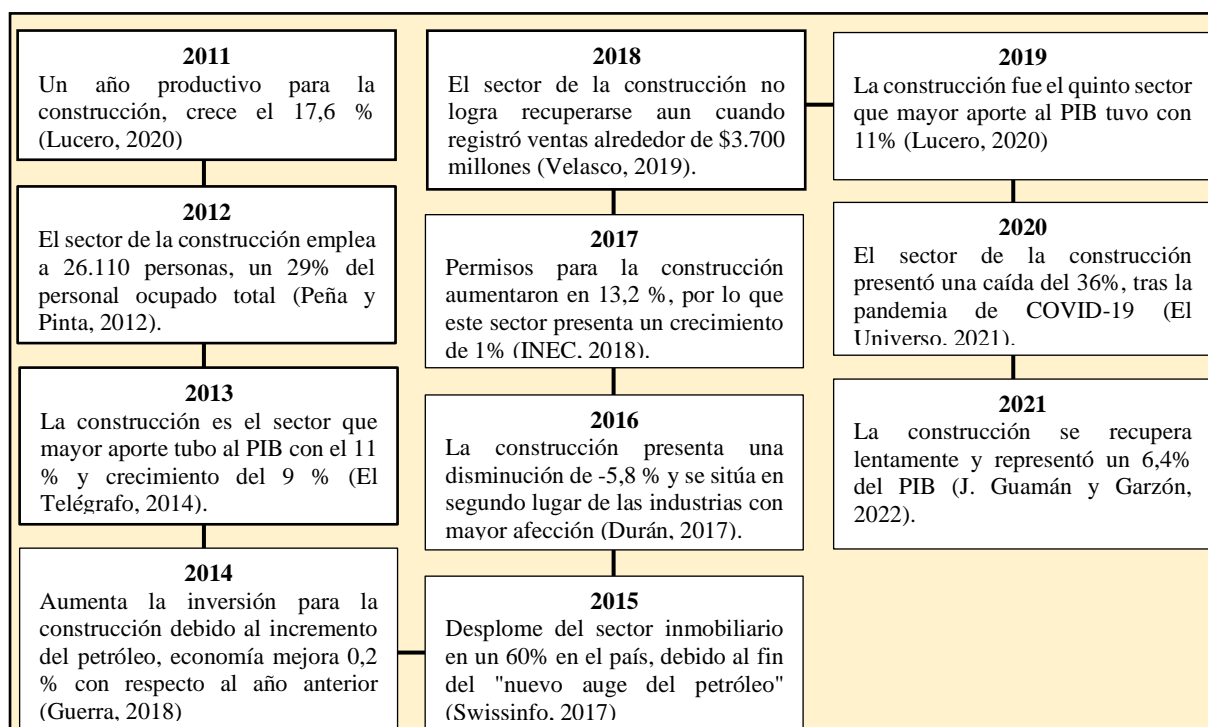 2011
Un año productivo para la
construcción, crece el 17,6 %
(Lucero, 2020)
2012
El sector de la construcción emplea
a 26.110 personas, un 29% del
personal ocupado total (Peña y
Pinta, 2012).
2013
La construcción es el sector que
mayor aporte tubo al PIB con el 11
% y crecimiento del 9 % (El
Telégrafo, 2014).
2014
Aumenta la inversión para la
construcción debido al incremento
del petróleo, economía mejora 0,2
% con respecto al año anterior
(Guerra, 2018)
2015
Desplome del sector inmobiliario
en un 60% en el país, debido al fin
del "nuevo auge del petróleo"
(Swissinfo, 2017)
2016
La construcción presenta una
disminución de -5,8 % y se sitúa en
segundo lugar de las industrias con
mayor afección (Durán, 2017).
2017
Permisos para la construcción
aumentaron en 13,2 %, por lo que
este sector presenta un crecimiento
de 1% (INEC, 2018).
2018
El sector de la construcción no
logra recuperarse aun cuando
registró ventas alrededor de $3.700
millones (Velasco, 2019).
2019
La construcción fue el quinto sector
que mayor aporte al PIB tuvo con
11% (Lucero, 2020)
2020
El sector de la construcción
presentó una caída del 36%, tras la
pandemia de COVID-19 (El
Universo, 2021).
2021
La construcción se recupera
lentamente y representó un 6,4%
del PIB (J. Guamán y Garzón,
2022).